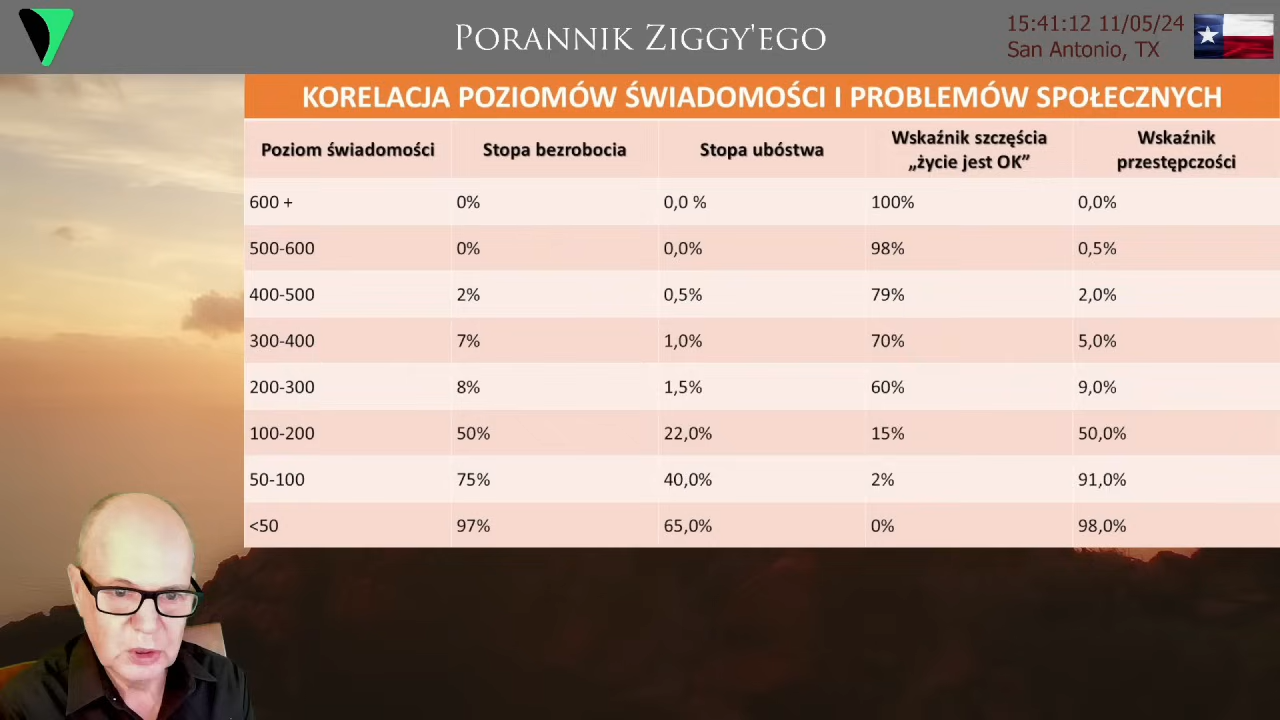 PORANNIK ZIGGY'EGO
15:41:12 11/05/24
San Antonio, TX
KORELACJA POZIOMÓW ŚWIADOMOŚCI I PROBLEMÓW SPOŁECZNYCH
Poziom świadomości Stopa bezrobocia Stopa ubóstwa Wskaźnik szczęścia „życie jest OK” Wskaźnik przestępczości
600 + 0% 0,0 % 100% 0,0%
500-600 0% 0,0% 98% 0,5%
400-500 2% 0,5% 79% 2,0%
300-400 7% 1,0% 70% 5,0%
200-300 8% 1,5% 60% 9,0%
100-200 50% 22,0% 15% 50,0%
50-100 75% 40,0% 2% 91,0%
<50 97% 65,0% 0% 98,0%